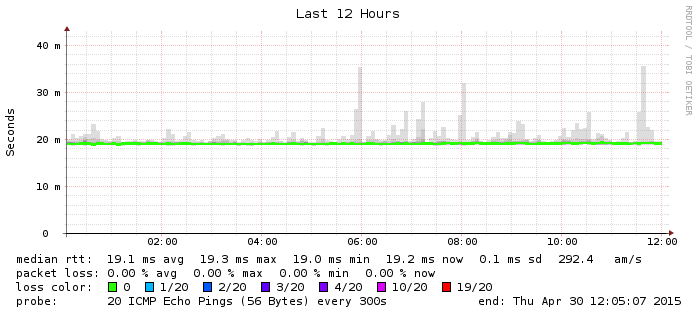 Last 12 Hours
RRDTOOL / TOBI OETIKER
Seconds
40 m
30 m
20 m
10 m
0
02:00 04:00 06:00 08:00 10:00 12:00
median rtt: 19.1 ms avg 19.3 ms max 19.0 ms min 19.2 ms now 0.1 ms sd 292.4 am/s
packet loss: 0.00 % avg 0.00 % max 0.00 % min 0.00 % now
loss color: 0 1/20 2/20 3/20 4/20 10/20 19/20
probe: 20 ICMP Echo Pings (56 Bytes) every 300s end: Thu Apr 30 12:05:07 2015